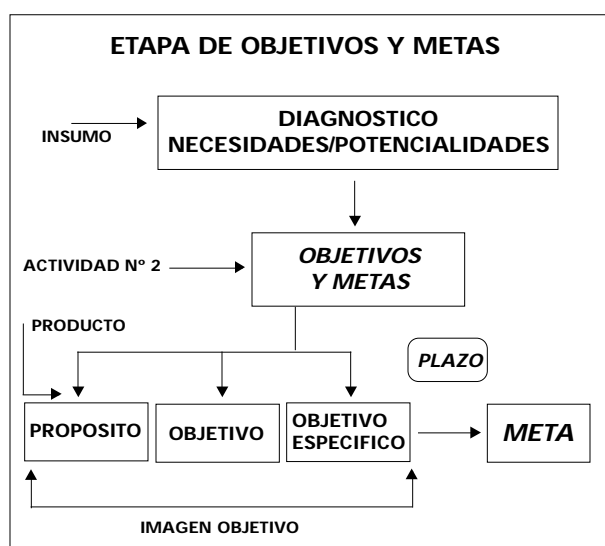 ETAPA DE OBJETIVOS Y METAS
DIAGNOSTICO
NECESIDADES/POTENCIALIDADES
INSUMO
OBJETIVOS
Y METAS
ACTIVIDAD Nº 2
PRODUCTO
PLAZO
PROPOSITO
OBJETIVO
OBJETIVO
ESPECIFICO
META
IMAGEN OBJETIVO